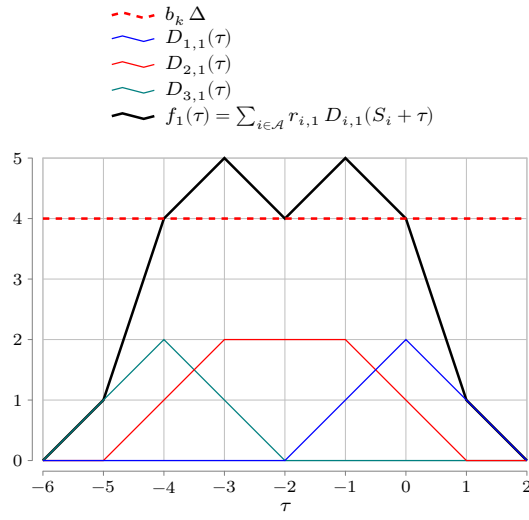 b_k Δ
D_{1,1}(τ)
D_{2,1}(τ)
D_{3,1}(τ)
f_1(τ) = ∑_{i∈𝒜} r_{i,1} D_{i,1}(S_i + τ)
5
4
3
2
1
0
−6 −5 −4 −3 −2 −1 0 1 2
τ